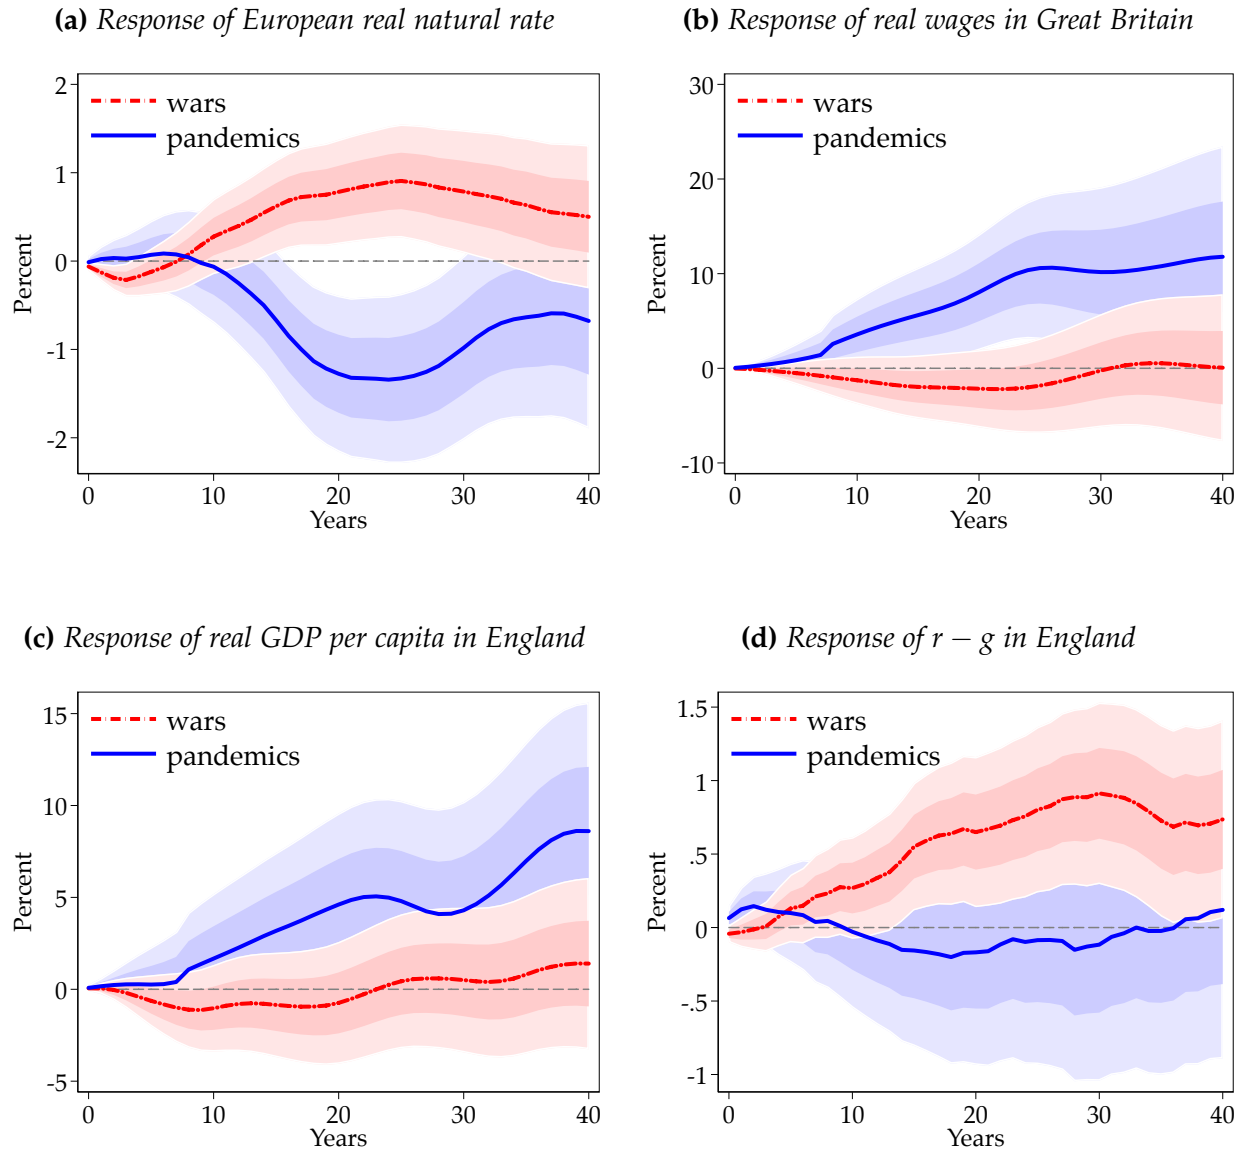 (a) Response of European real natural rate
2
1
0
-1
-2
Percent
wars
pandemics
0 10 20 30 40
Years
(b) Response of real wages in Great Britain
30
20
10
0
-10
Percent
wars
pandemics
0 10 20 30 40
Years
(c) Response of real GDP per capita in England
15
10
5
0
-5
Percent
wars
pandemics
0 10 20 30 40
Years
(d) Response of r − g in England
1.5
1
.5
0
-.5
-1
Percent
wars
pandemics
0 10 20 30 40
Years